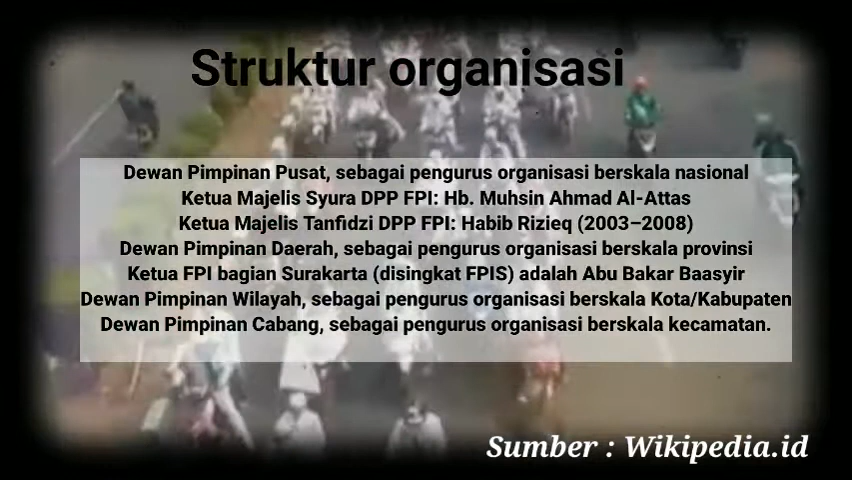 Struktur organisasi
Dewan Pimpinan Pusat, sebagai pengurus organisasi berskala nasional
Ketua Majelis Syura DPP FPI: Hb. Muhsin Ahmad Al-Attas
Ketua Majelis Tanfidzi DPP FPI: Habib Rizieq (2003–2008)
Dewan Pimpinan Daerah, sebagai pengurus organisasi berskala provinsi
Ketua FPI bagian Surakarta (disingkat FPIS) adalah Abu Bakar Baasyir
Dewan Pimpinan Wilayah, sebagai pengurus organisasi berskala Kota/Kabupaten
Dewan Pimpinan Cabang, sebagai pengurus organisasi berskala kecamatan.
Sumber : Wikipedia.id